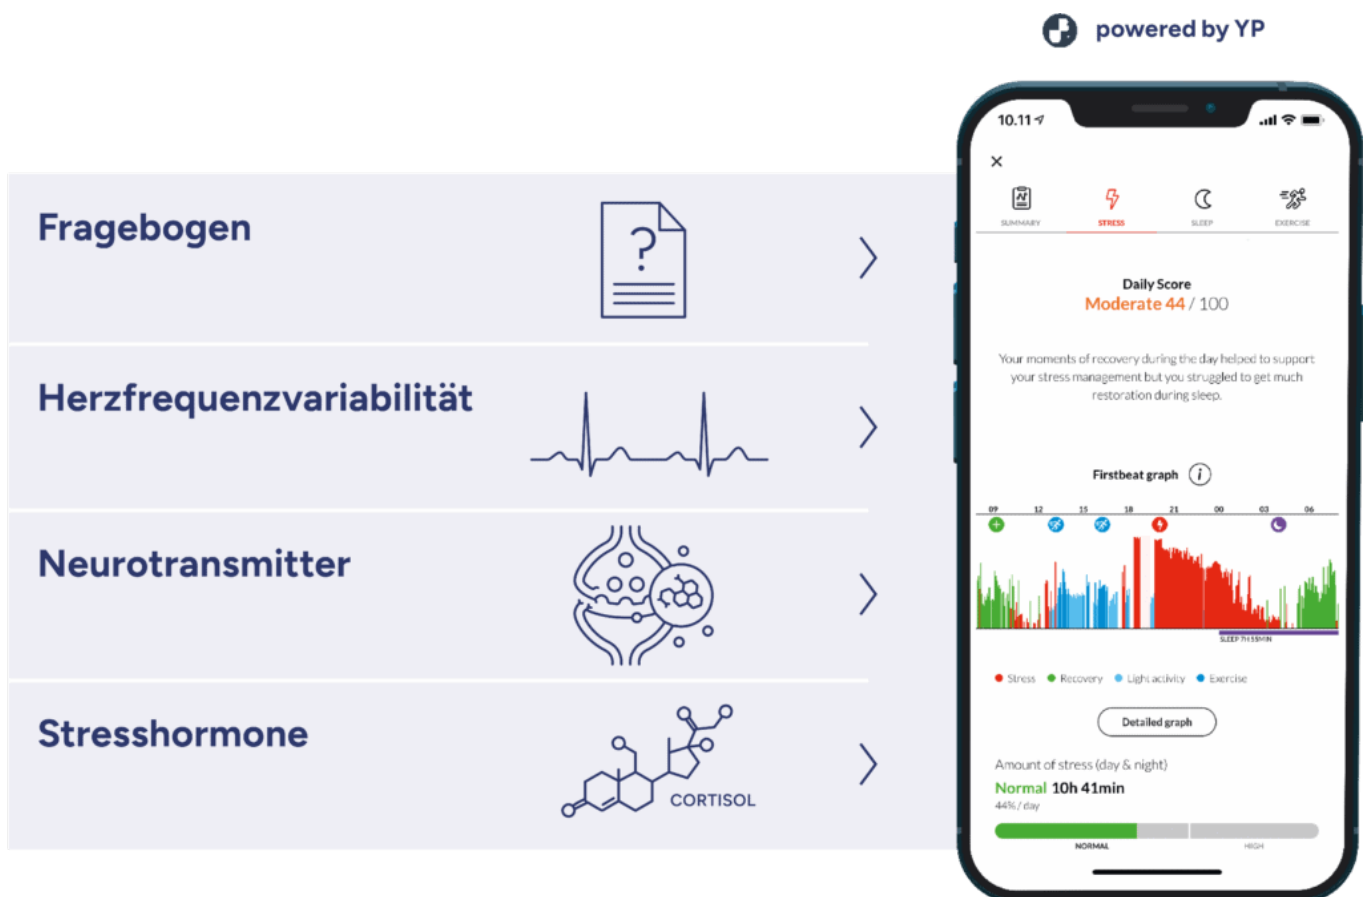 powered by YP
Fragebogen
?
Herzfrequenzvariabilität
Neurotransmitter
Stresshormone
CORTISOL
10.11
SUMMARY STRESS SLEEP EXERCISE
Daily Score
Moderate 44 / 100
Your moments of recovery during the day helped to support
your stress management but you struggled to get much
restoration during sleep.
Firstbeat graph i
09 12 15 18 21 00 03 06
SLEEP 7H 55MIN
Stress Recovery Light activity Exercise
Detailed graph
Amount of stress (day & night)
Normal 10h 41min
44% / day
NORMAL HIGH